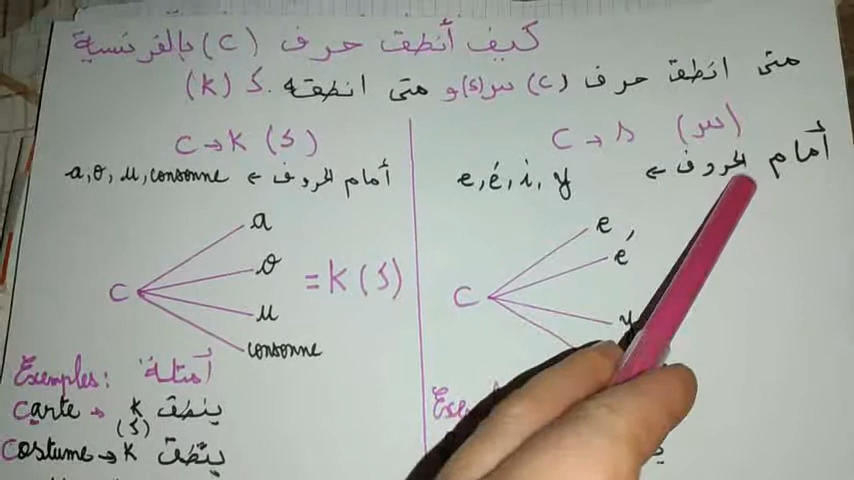 كيف أنطق حرف (c) بالفرنسية
متى انطق حرف (c) س(s) و متى انطقه ك (k)
c → s (س)
أمام الحروف ← e, é, i, y
c
e
é
y
c → k (ك)
أمام الحروف ← a, o, u, consonne
c
a
o
u
consonne
= k (ك)
Exemples: أمثلة
carte → k ينطق
(ك)
costume → k ينطق